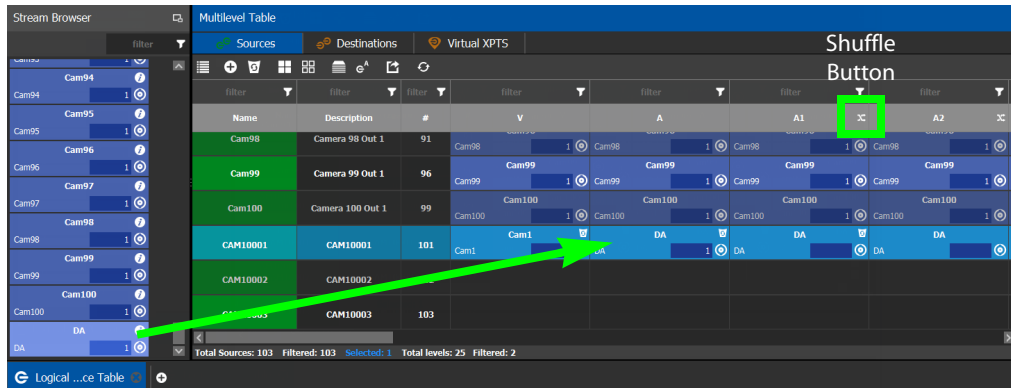 Stream Browser
filter
1
Cam94
Cam94 1
Cam95
Cam95 1
Cam96
Cam96 1
Cam97
Cam97 1
Cam98
Cam98 1
Cam99
Cam99 1
Cam100
Cam100 1
DA
DA 1
Multilevel Table
Sources Destinations Virtual XPTS
Shuffle
Button
filter filter filter filter filter filter filter
Name Description # V A A1 A2
Cam98 Camera 98 Out 1 91
Cam98 1 Cam98 1 Cam98 1 Cam98 1
Cam99 Camera 99 Out 1 96 Cam99 Cam99 Cam99 Cam99
Cam99 1 Cam99 1 Cam99 1 Cam99 1
Cam100 Camera 100 Out 1 99 Cam100 Cam100 Cam100 Cam100
Cam100 1 Cam100 1 Cam100 1 Cam100 1
CAM10001 CAM10001 101 Cam1 DA DA DA
Cam1 DA 1 DA DA
CAM10002 CAM10002
CAM10003 CAM10003 103
Total Sources: 103 Filtered: 103 Selected: 1 Total levels: 25 Filtered: 2
Logical ...ce Table